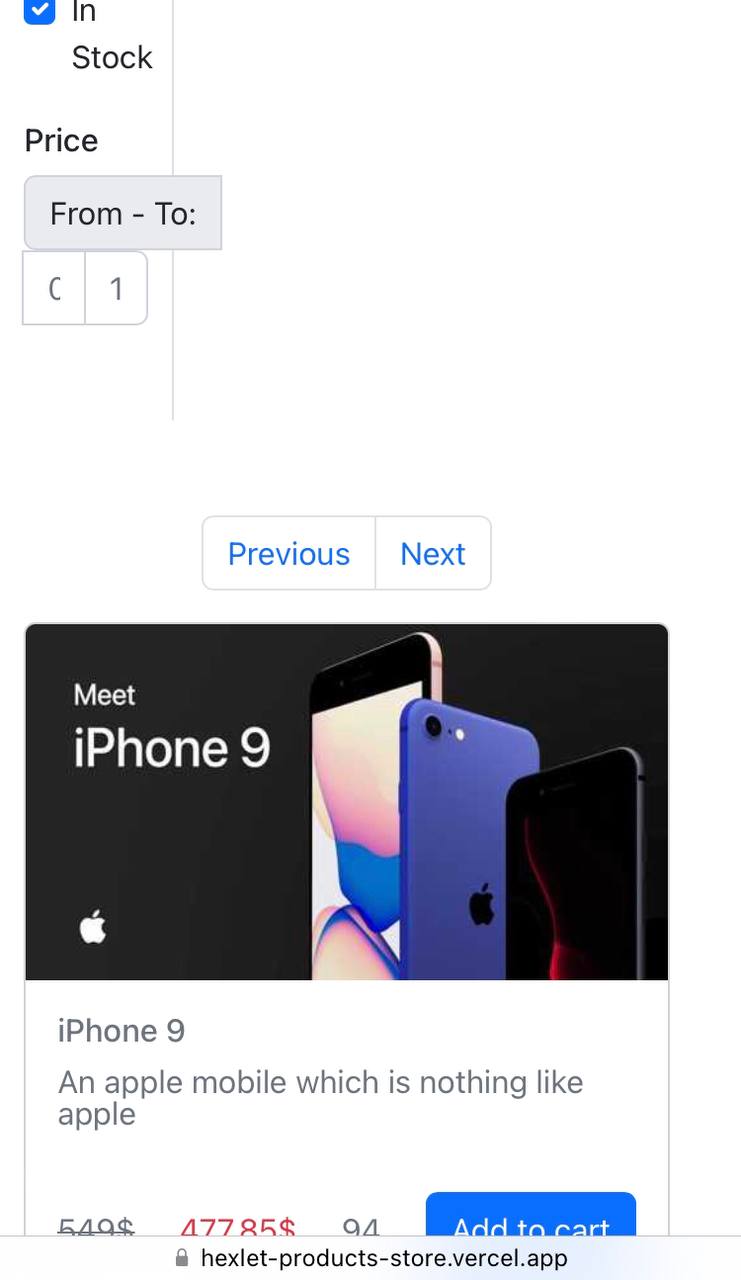 In
Stock
Price
From - To:
1
Previous Next
Meet
iPhone 9
iPhone 9
An apple mobile which is nothing like
apple
549$ 477.85$ 94 Add to cart
hexlet-products-store.vercel.app